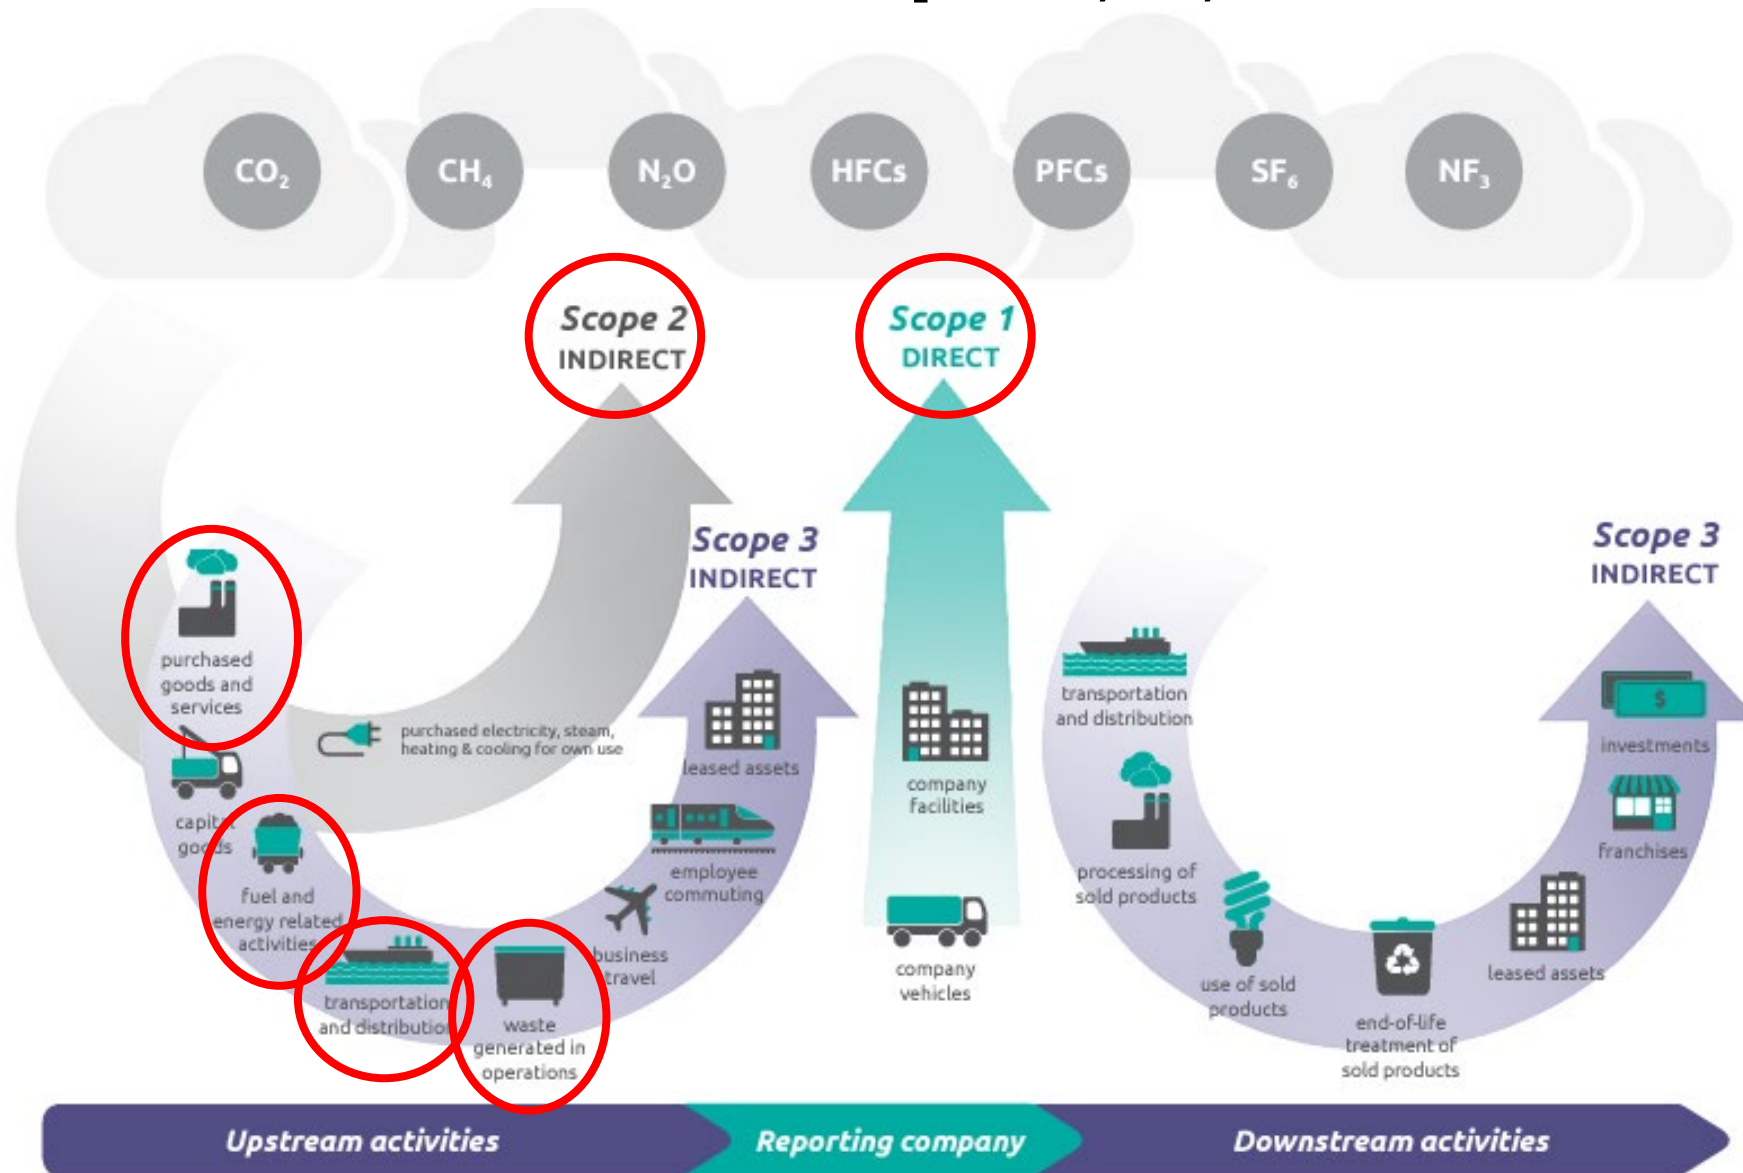 CO₂
CH₄
N₂O
HFCs
PFCs
SF₆
NF₃
Scope 2
INDIRECT
Scope 1
DIRECT
Scope 3
INDIRECT
Scope 3
INDIRECT
purchased
goods and
services
capital
goods
fuel and
energy related
activities
transportation
and distribution
waste
generated in
operations
business
travel
employee
commuting
leased assets
purchased electricity, steam,
heating & cooling for own use
company
facilities
company
vehicles
transportation
and distribution
processing of
sold products
use of sold
products
end-of-life
treatment of
sold products
leased assets
franchises
investments
$
Upstream activities
Reporting company
Downstream activities